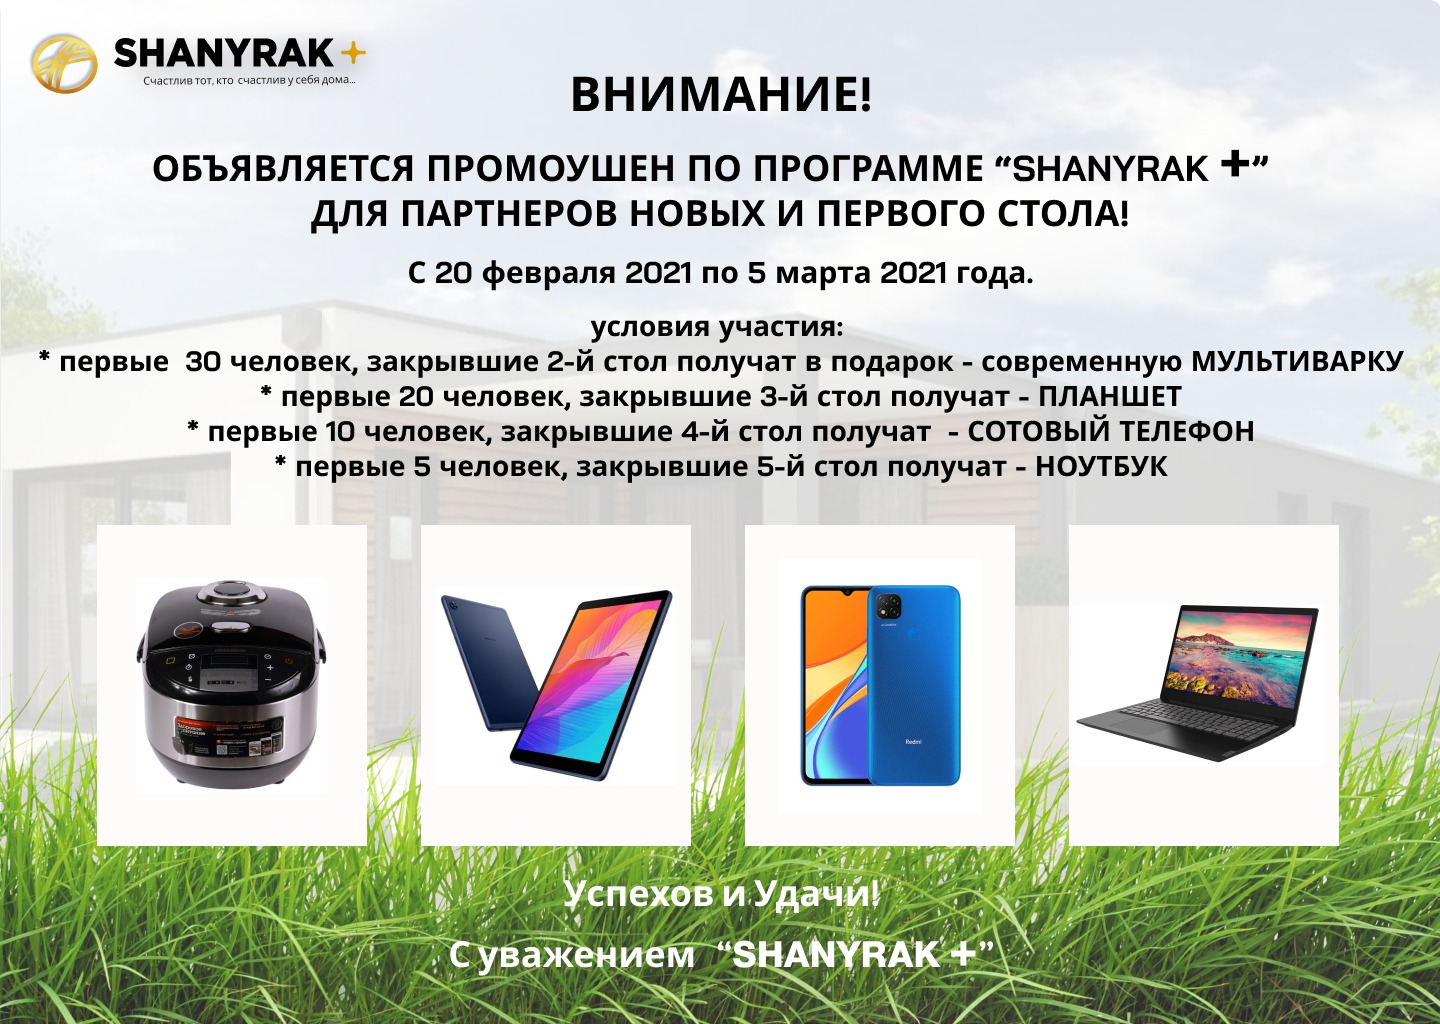 SHANYRAK+
Счастлив тот, кто счастлив у себя дома...
ВНИМАНИЕ!
ОБЪЯВЛЯЕТСЯ ПРОМОУШЕН ПО ПРОГРАММЕ “SHANYRAK +”
ДЛЯ ПАРТНЕРОВ НОВЫХ И ПЕРВОГО СТОЛА!
С 20 февраля 2021 по 5 марта 2021 года.
условия участия:
* первые 30 человек, закрывшие 2-й стол получат в подарок - современную МУЛЬТИВАРКУ
* первые 20 человек, закрывшие 3-й стол получат - ПЛАНШЕТ
* первые 10 человек, закрывшие 4-й стол получат - СОТОВЫЙ ТЕЛЕФОН
* первые 5 человек, закрывшие 5-й стол получат - НОУТБУК
Redmi
Успехов и Удачи!
С уважением “SHANYRAK +”